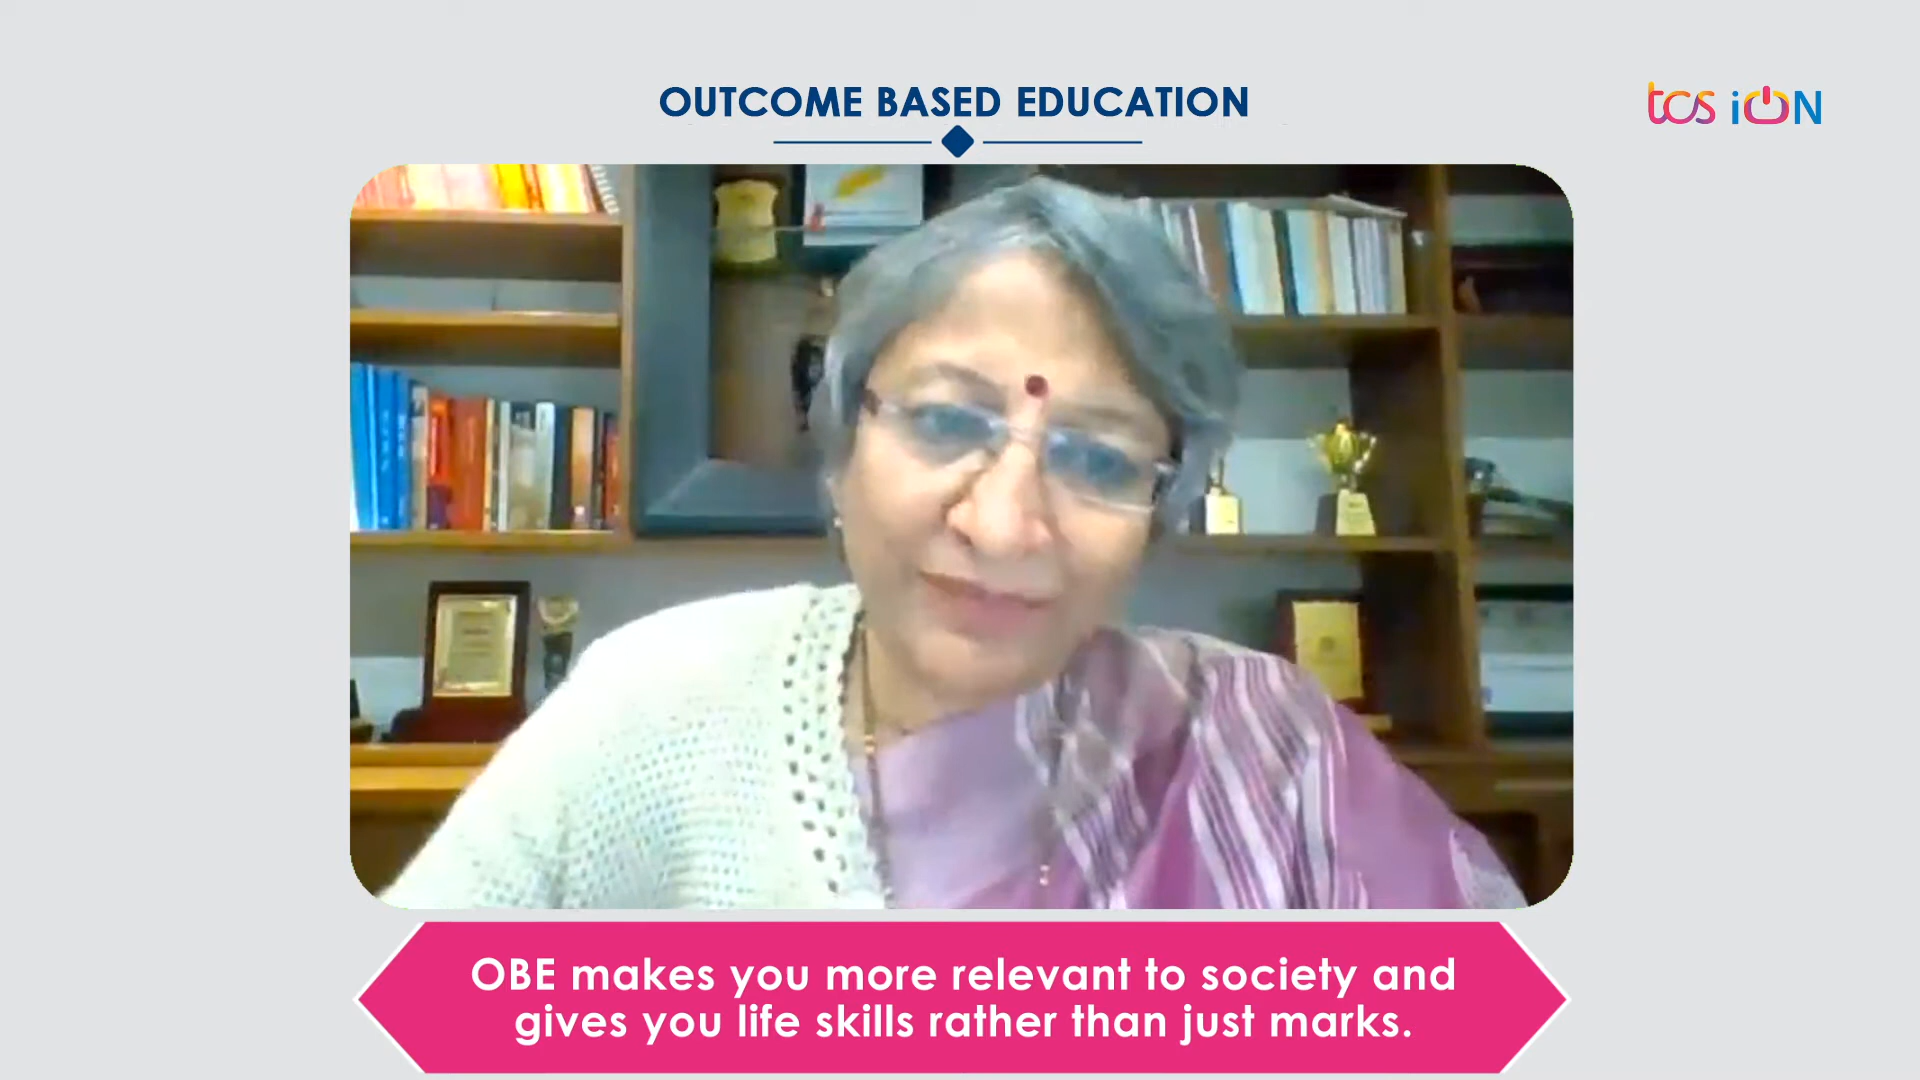 OUTCOME BASED EDUCATION
tcs iON
OBE makes you more relevant to society and
gives you life skills rather than just marks.